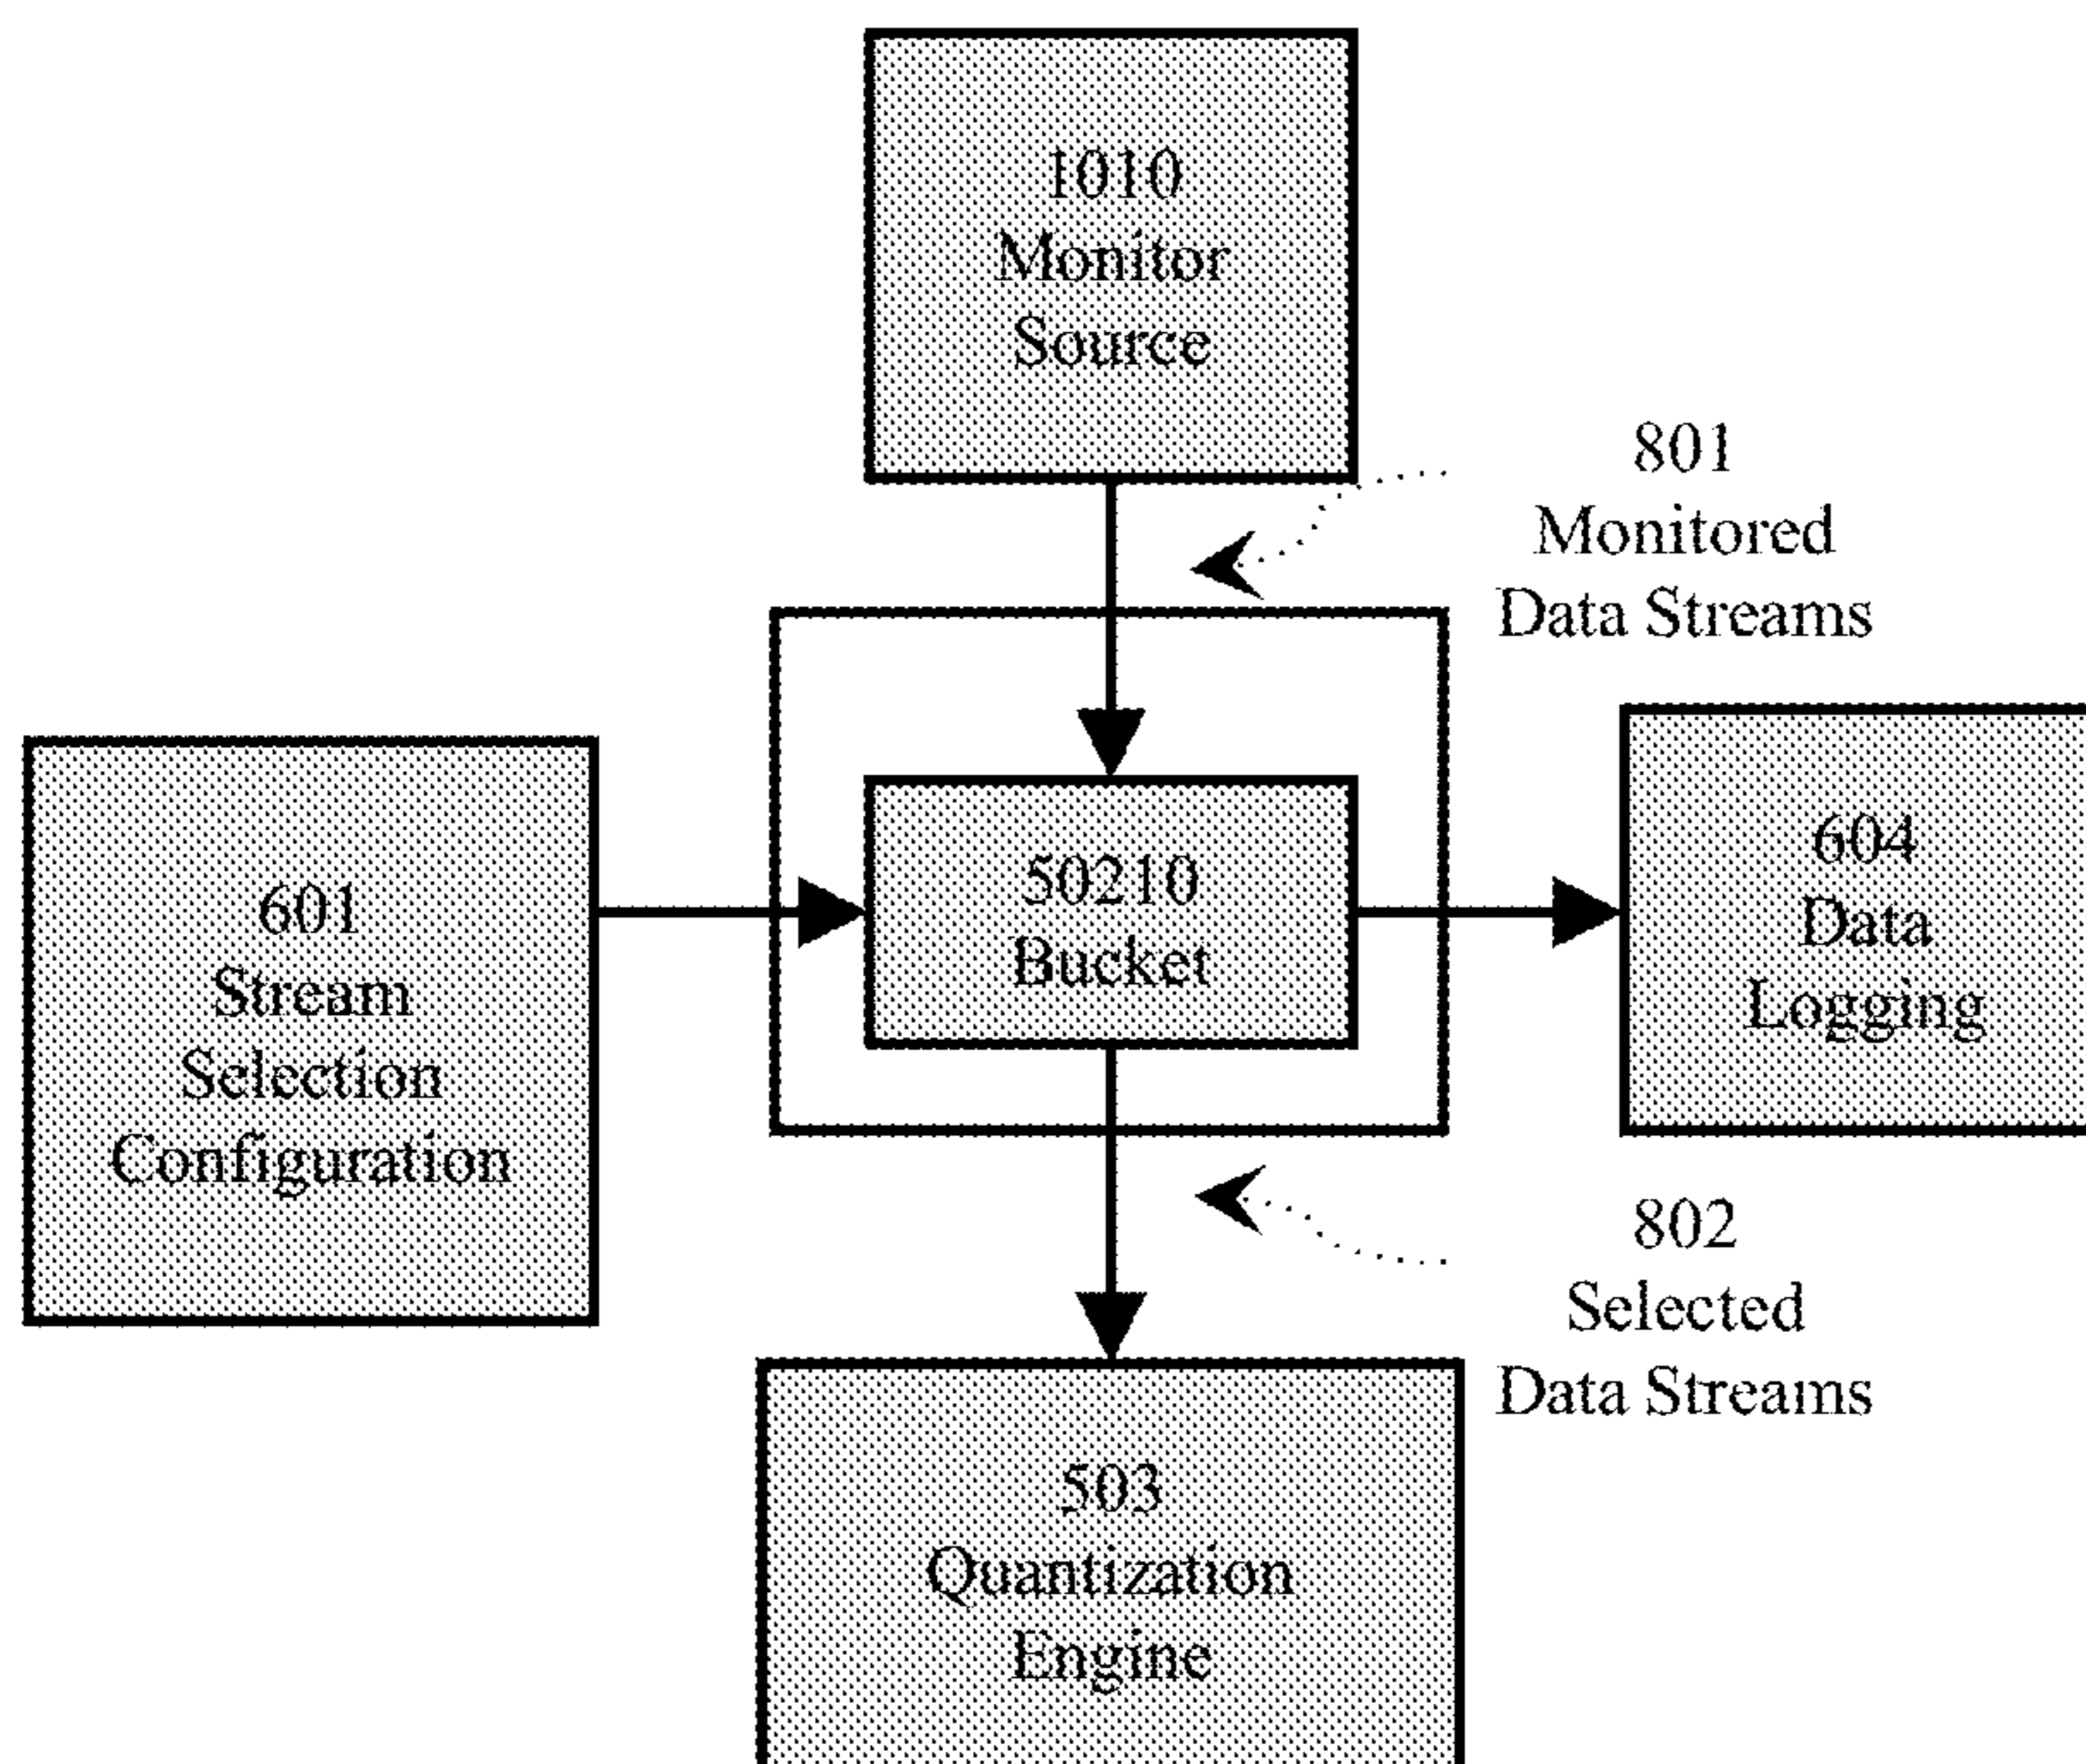 1010
Monitor
Source
801
Monitored
Data Streams
601
Stream
Selection
Configuration
50210
Bucket
604
Data
Logging
802
Selected
Data Streams
503
Quantization
Engine